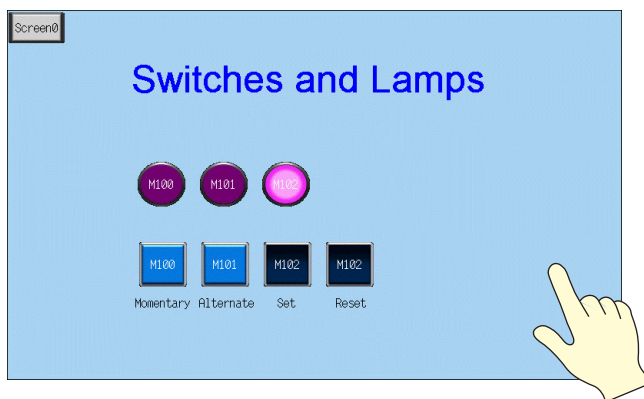 Screen0
Switches and Lamps
M100 M101 M102
M100 M101 M102 M102
Momentary Alternate Set Reset